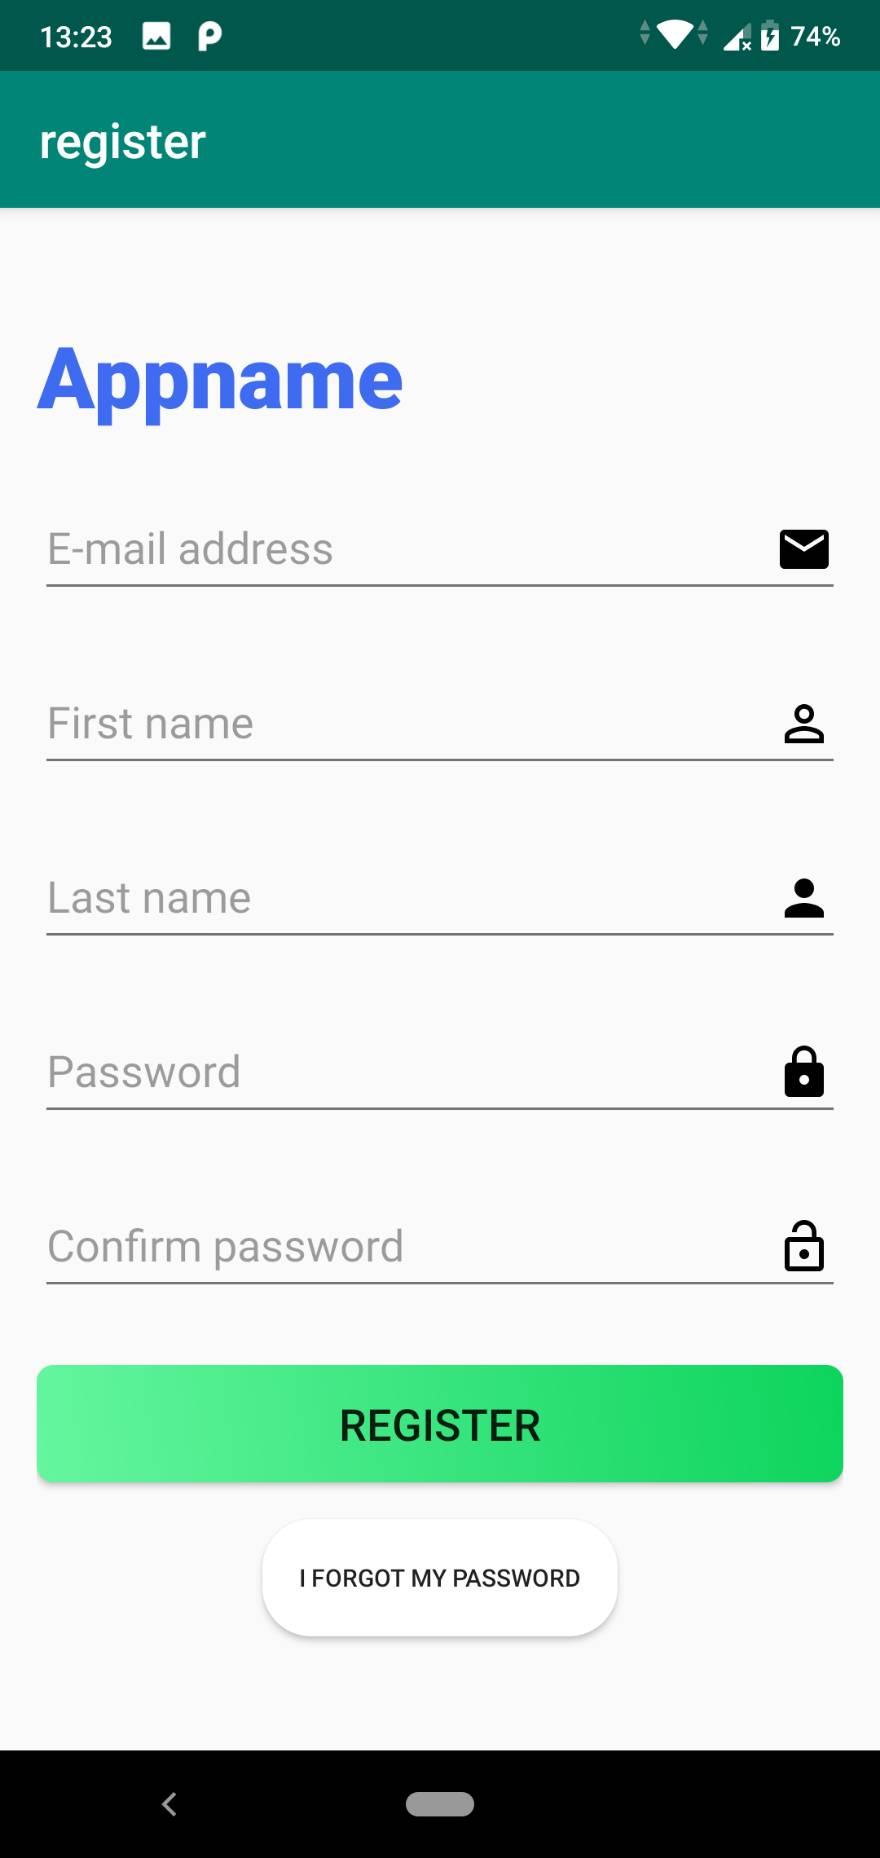 13:23
74%
register
Appname
E-mail address
First name
Last name
Password
Confirm password
REGISTER
I FORGOT MY PASSWORD